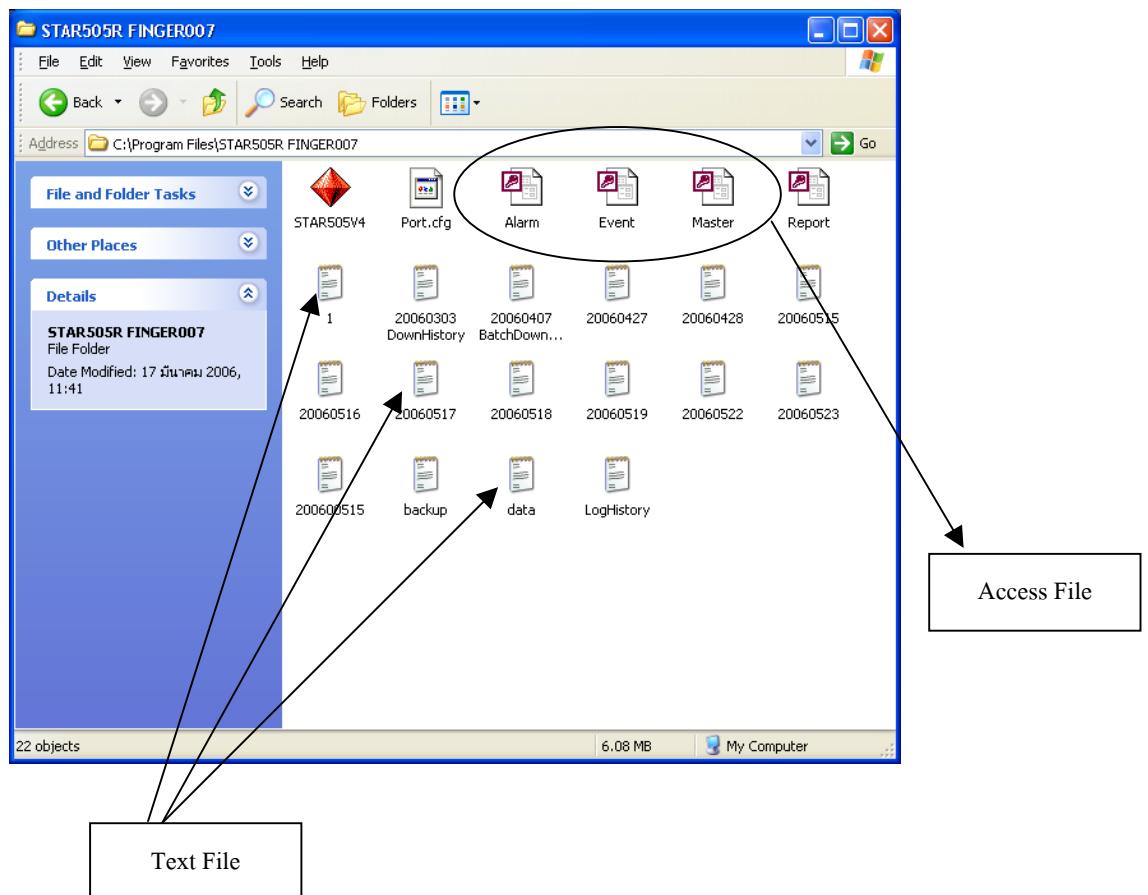 STAR505R FINGER007
File Edit View Favorites Tools Help
Back Search Folders
Address C:\Program Files\STAR505R FINGER007 Go
File and Folder Tasks
Other Places
Details
STAR505R FINGER007
File Folder
Date Modified: 17 มีนาคม 2006,
11:41
STAR505V4 Port.cfg Alarm Event Master Report
1 20060303 20060407 20060427 20060428 20060515
DownHistory BatchDown...
20060516 20060517 20060518 20060519 20060522 20060523
200600515 backup data LogHistory
22 objects 6.08 MB My Computer
Access File
Text File